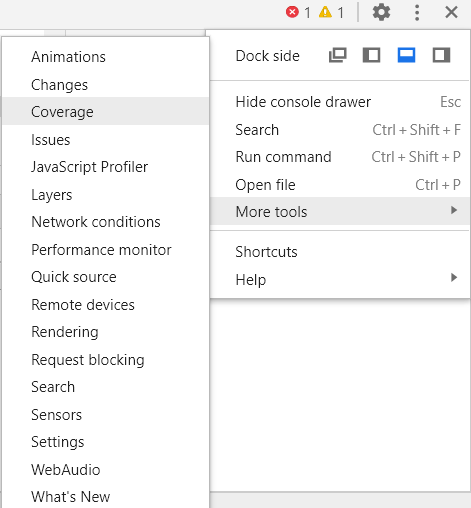 1 1
Dock side
Hide console drawer Esc
Search Ctrl + Shift + F
Run command Ctrl + Shift + P
Open file Ctrl + P
More tools
Shortcuts
Help
Animations
Changes
Coverage
Issues
JavaScript Profiler
Layers
Network conditions
Performance monitor
Quick source
Remote devices
Rendering
Request blocking
Search
Sensors
Settings
WebAudio
What's New